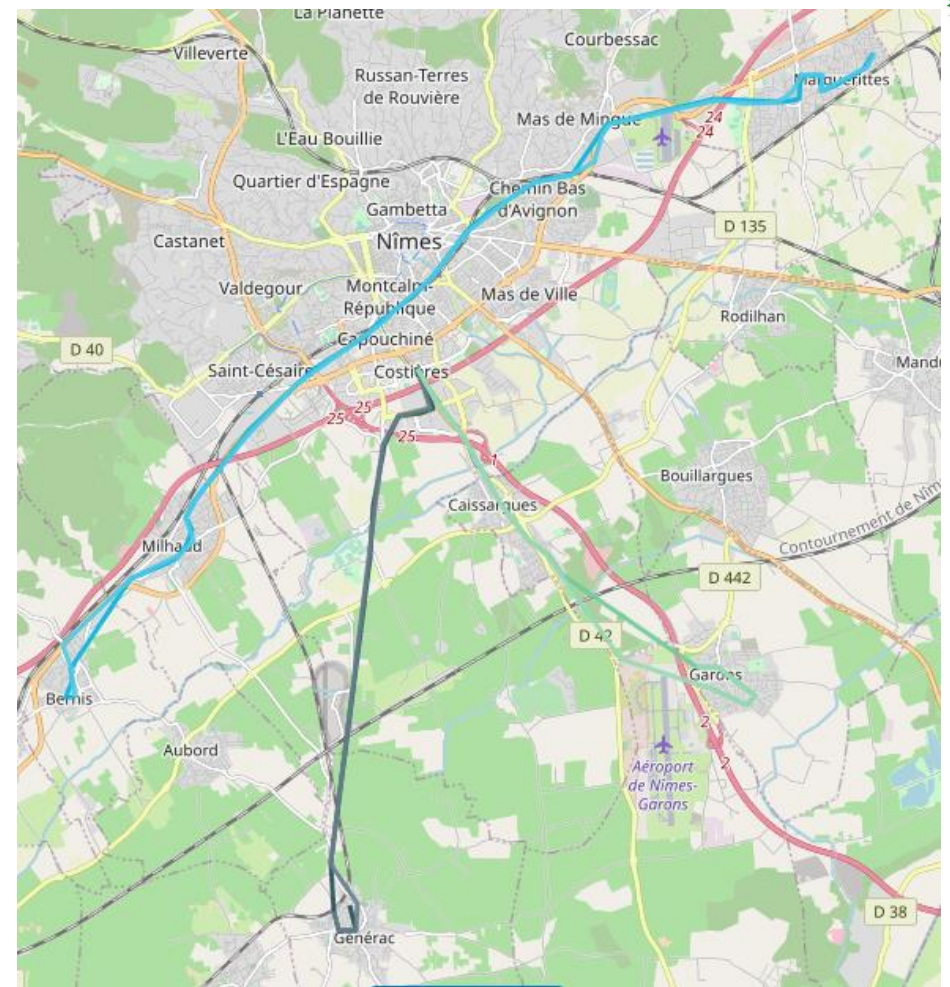 La Planette
Villeverte
Courbessac
Russan-Terres
de Rouvière
Marguerittes
Mas de Mingue
24
24
L'Eau Bouillie
Quartier d'Espagne
Chemin Bas
d'Avignon
Gambetta
D 135
Nîmes
Castanet
Valdegour
Montcalm-
République
Mas de Ville
Rodilhan
Capouchiné
D 40
Saint-Césaire
Costières
Mand
25
25
25
1
Bouillargues
Caissargues
Contournement de Nîm
Milhaud
D 442
D 42
Garons
Bernis
2
2
Aubord
Aéroport
de Nîmes-
Garons
D 38
Générac